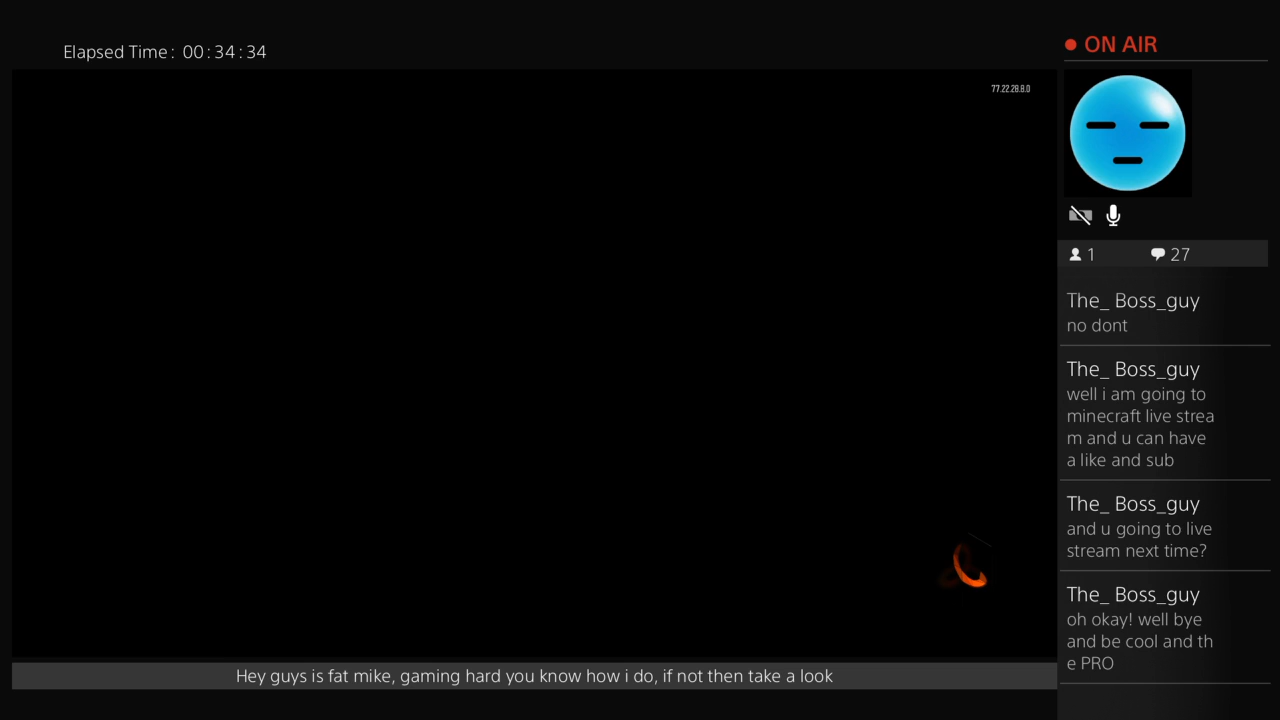 Elapsed Time: 00:34:34
ON AIR
77.22.28.8.0
1 27
The_ Boss_guy
no dont
The_ Boss_guy
well i am going to
minecraft live strea
m and u can have
a like and sub
The_ Boss_guy
and u going to live
stream next time?
The_ Boss_guy
oh okay! well bye
and be cool and th
e PRO
Hey guys is fat mike, gaming hard you know how i do, if not then take a look